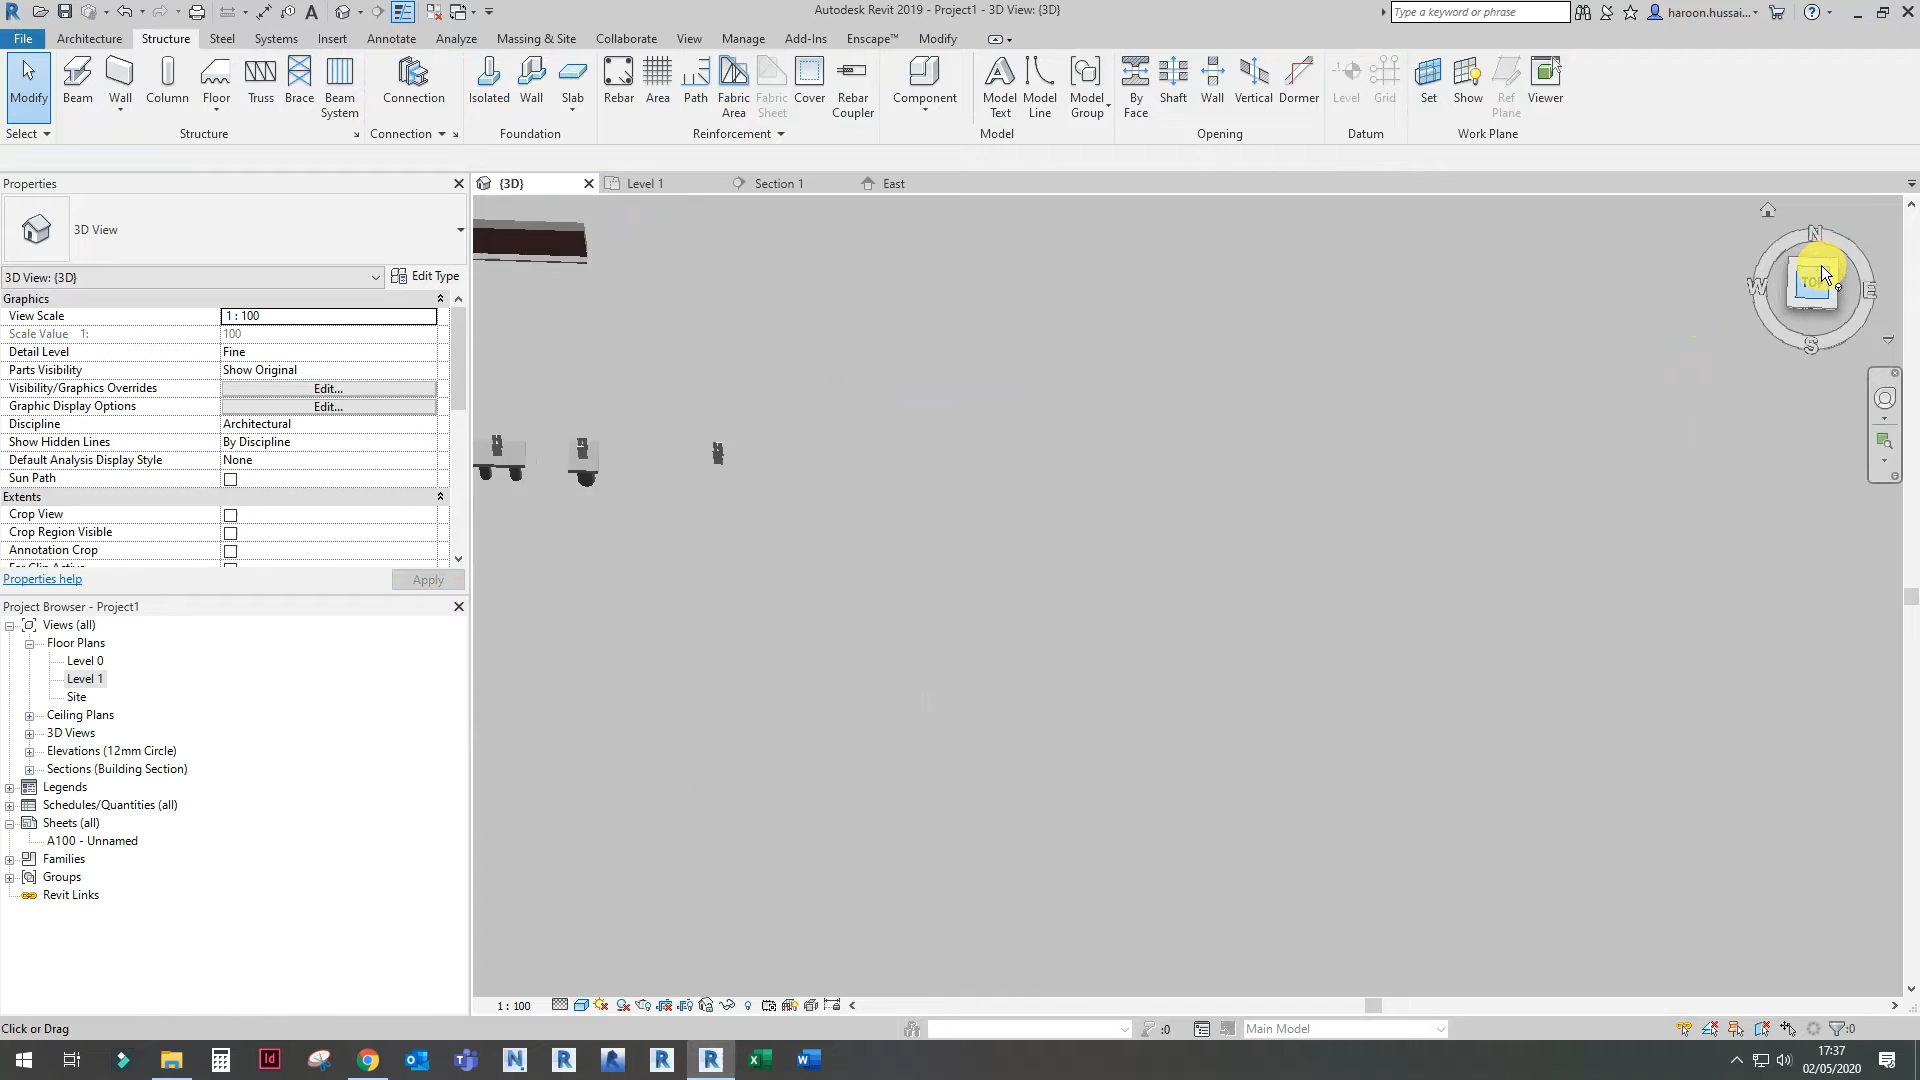 Autodesk Revit 2019 - Project1 - 3D View: {3D}
Type a keyword or phrase
haroon.hussai...
File Architecture Structure Steel Systems Insert Annotate Analyze Massing & Site Collaborate View Manage Add-Ins Enscape™ Modify
Modify Beam Wall Column Floor Truss Brace Beam System Connection Isolated Wall Slab Rebar Area Path Fabric Area Fabric Sheet Cover Rebar Coupler Component Model Text Model Line Model Group By Face Shaft Wall Vertical Dormer Level Grid Set Show Ref Plane Viewer
Select Structure Connection Foundation Reinforcement Model Opening Datum Work Plane
Properties
3D View
3D View: {3D}
Edit Type
Graphics
View Scale 1 : 100
Scale Value 1: 100
Detail Level Fine
Parts Visibility Show Original
Visibility/Graphics Overrides Edit...
Graphic Display Options Edit...
Discipline Architectural
Show Hidden Lines By Discipline
Default Analysis Display Style None
Sun Path
Extents
Crop View
Crop Region Visible
Annotation Crop
Far Clip Active
Properties help
Apply
Project Browser - Project1
Views (all)
Floor Plans
Level 0
Level 1
Site
Ceiling Plans
3D Views
Elevations (12mm Circle)
Sections (Building Section)
Legends
Schedules/Quantities (all)
Sheets (all)
A100 - Unnamed
Families
Groups
Revit Links
{3D} Level 1 Section 1 East
N
W
TOP
E
S
1 : 100
Click or Drag
:0
Main Model
:0
17:37
02/05/2020